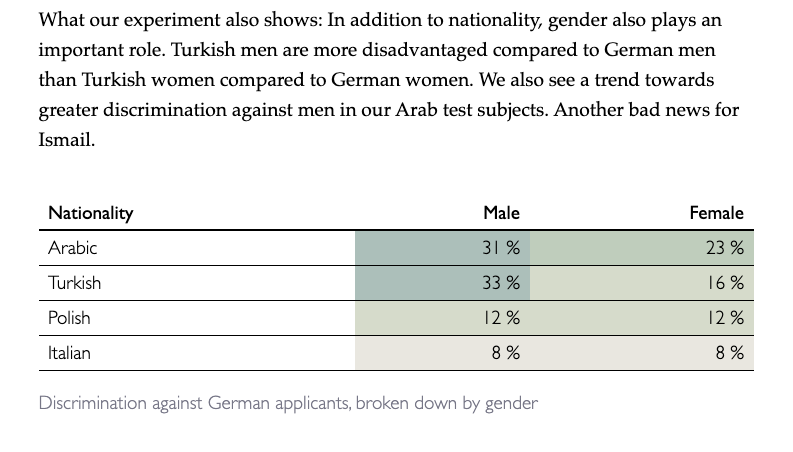 What our experiment also shows: In addition to nationality, gender also plays an
important role. Turkish men are more disadvantaged compared to German men
than Turkish women compared to German women. We also see a trend towards
greater discrimination against men in our Arab test subjects. Another bad news for
Ismail.
Nationality Male Female
Arabic 31 % 23 %
Turkish 33 % 16 %
Polish 12 % 12 %
Italian 8 % 8 %
Discrimination against German applicants, broken down by gender